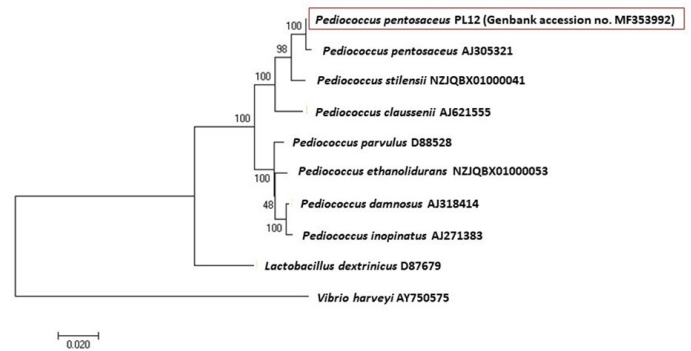 100
Pediococcus pentosaceus PL12 (Genbank accession no. MF353992)
98
Pediococcus pentosaceus AJ305321
100
Pediococcus stilensii NZJQBX01000041
100
Pediococcus claussenii AJ621555
Pediococcus parvulus D88528
100
Pediococcus ethanolidurans NZJQBX01000053
48
Pediococcus damnosus AJ318414
100
Pediococcus inopinatus AJ271383
Lactobacillus dextrinicus D87679
Vibrio harveyi AY750575
0.020